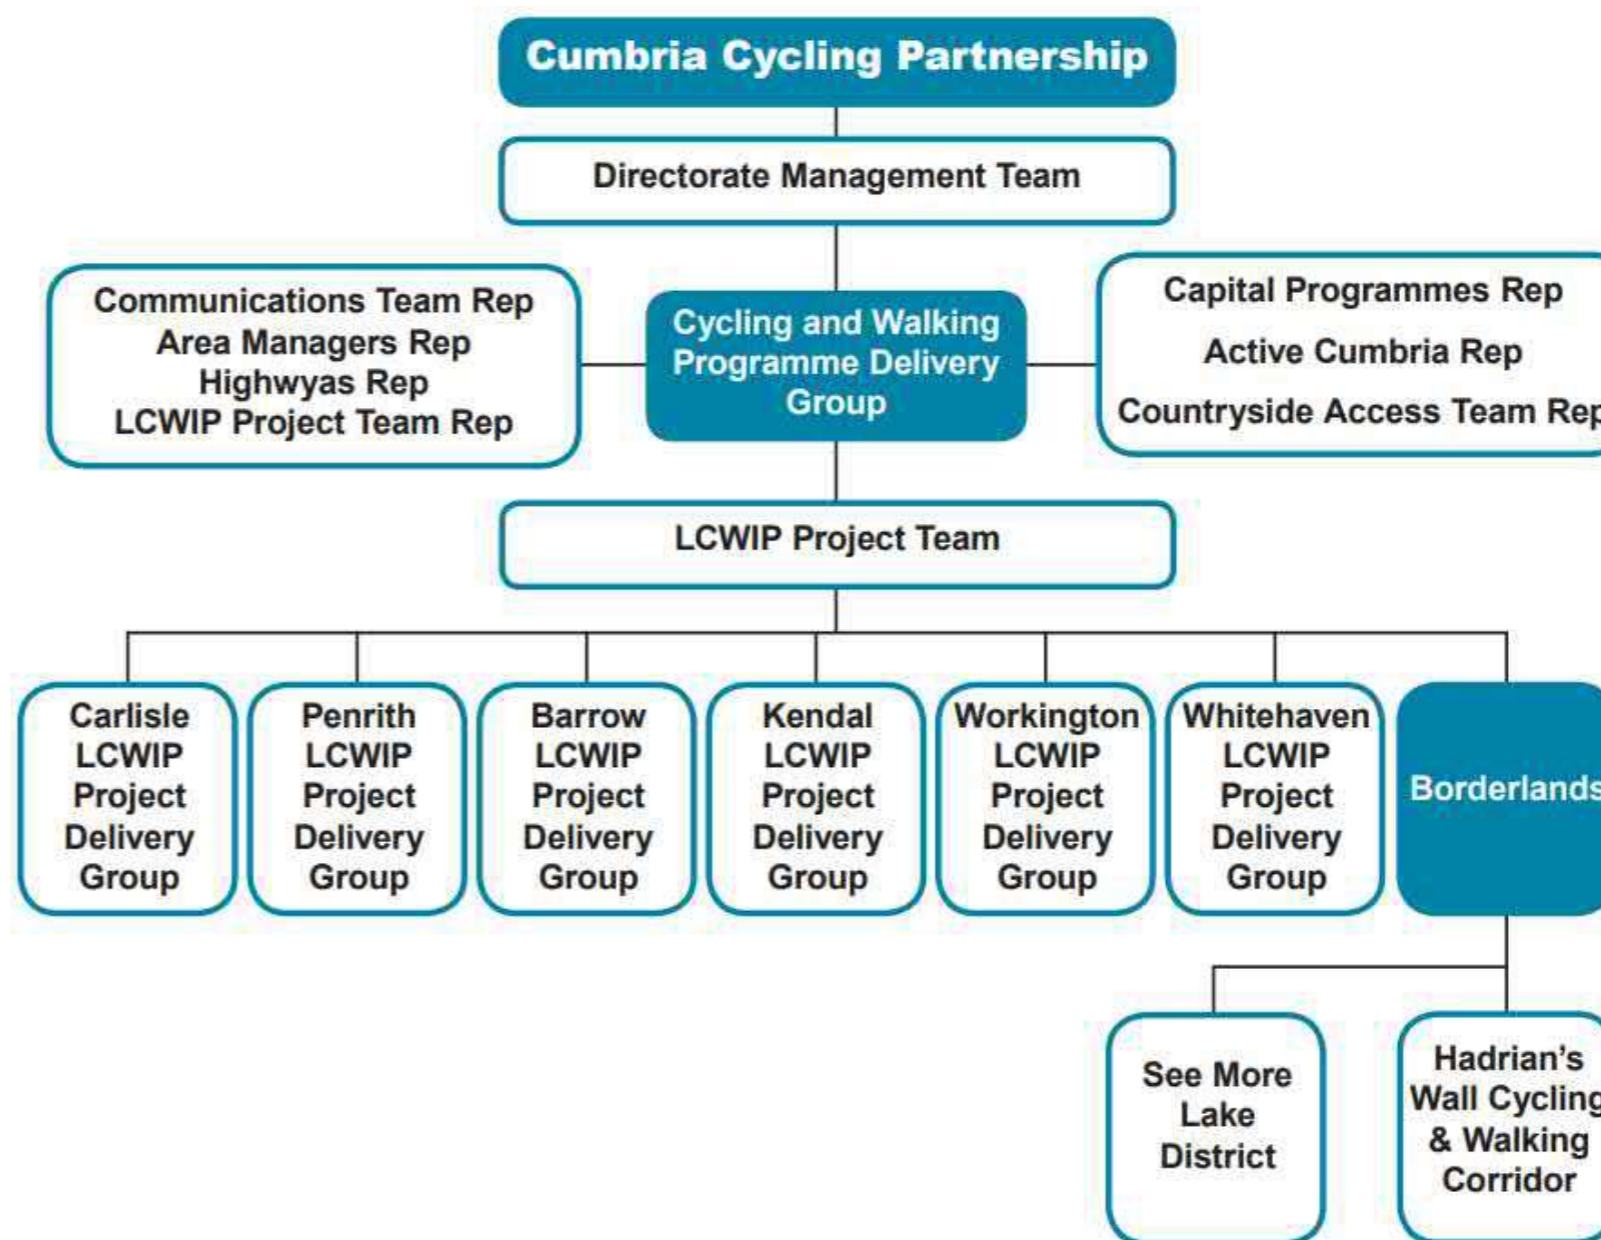 Cumbria Cycling Partnership
Directorate Management Team
Communications Team Rep
Area Managers Rep
Highwyas Rep
LCWIP Project Team Rep
Cycling and Walking
Programme Delivery
Group
Capital Programmes Rep
Active Cumbria Rep
Countryside Access Team Rep
LCWIP Project Team
Carlisle
LCWIP
Project
Delivery
Group
Penrith
LCWIP
Project
Delivery
Group
Barrow
LCWIP
Project
Delivery
Group
Kendal
LCWIP
Project
Delivery
Group
Workington
LCWIP
Project
Delivery
Group
Whitehaven
LCWIP
Project
Delivery
Group
Borderlands
See More
Lake
District
Hadrian’s
Wall Cycling
& Walking
Corridor